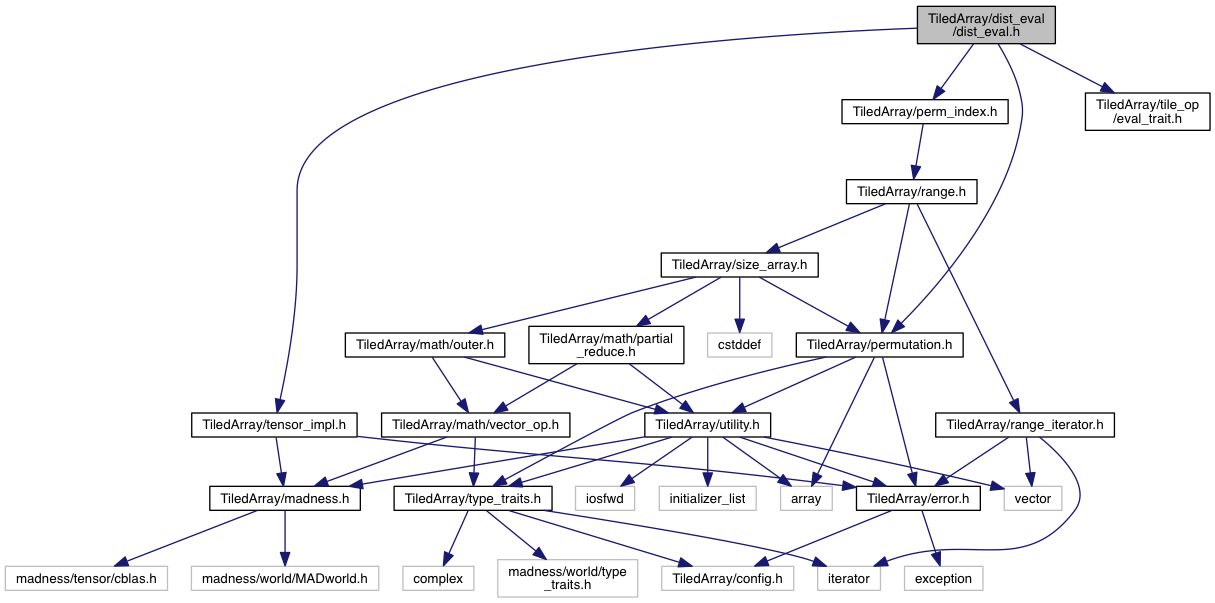 TiledArray/dist_eval
/dist_eval.h
TiledArray/perm_index.h
TiledArray/tile_op
/eval_trait.h
TiledArray/range.h
TiledArray/size_array.h
TiledArray/math/outer.h
TiledArray/math/partial
_reduce.h
cstddef
TiledArray/permutation.h
TiledArray/tensor_impl.h
TiledArray/math/vector_op.h
TiledArray/utility.h
TiledArray/range_iterator.h
TiledArray/madness.h
TiledArray/type_traits.h
iosfwd
initializer_list
array
TiledArray/error.h
vector
madness/tensor/cblas.h
madness/world/MADworld.h
complex
madness/world/type
_traits.h
TiledArray/config.h
iterator
exception